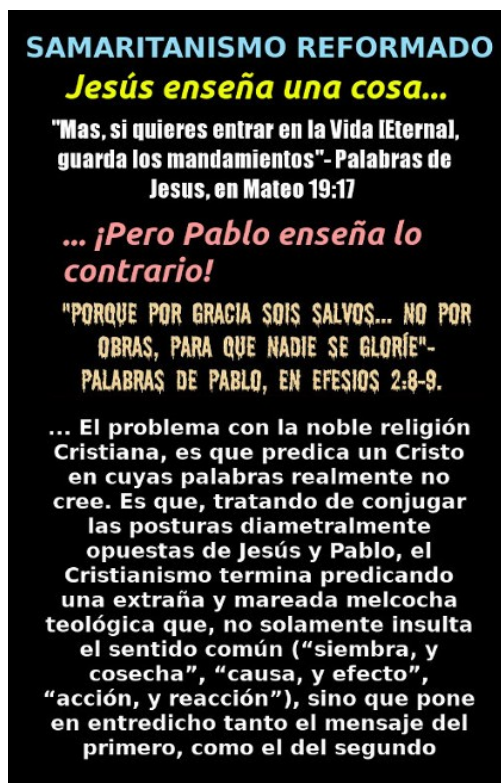 SAMARITANISMO REFORMADO
Jesús enseña una cosa...
"Mas, si quieres entrar en la Vida [Eterna],
guarda los mandamientos"- Palabras de
Jesus, en Mateo 19:17
... ¡Pero Pablo enseña lo
contrario!
"PORQUE POR GRACIA SOIS SALVOS... NO POR
OBRAS, PARA QUE NADIE SE GLORÍE"-
PALABRAS DE PABLO, EN EFESIOS 2:8-9.
... El problema con la noble religión
Cristiana, es que predica un Cristo
en cuyas palabras realmente no
cree. Es que, tratando de conjugar
las posturas diametralmente
opuestas de Jesús y Pablo, el
Cristianismo termina predicando
una extraña y mareada melcocha
teológica que, no solamente insulta
el sentido común (“siembra, y
cosecha”, “causa, y efecto”,
“acción, y reacción”), sino que pone
en entredicho tanto el mensaje del
primero, como el del segundo